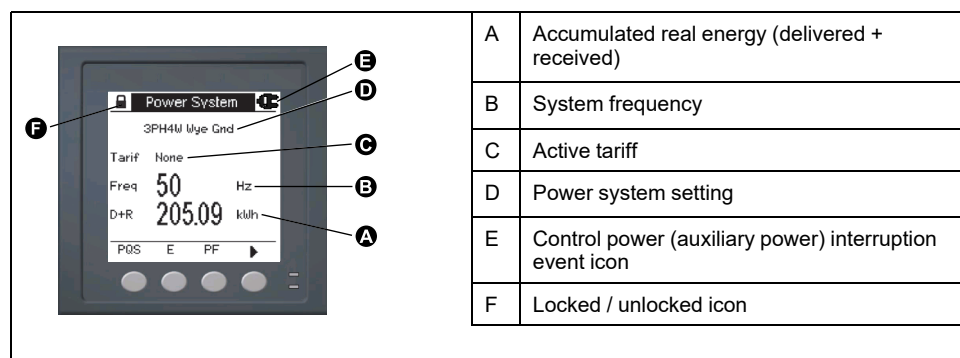 E
D
Power System
F
3PH4W Wye Gnd
Tarif None
C
Freq 50 Hz
B
D+R 205.09 kWh
A
PQS E PF
A Accumulated real energy (delivered +
received)
B System frequency
C Active tariff
D Power system setting
E Control power (auxiliary power) interruption
event icon
F Locked / unlocked icon